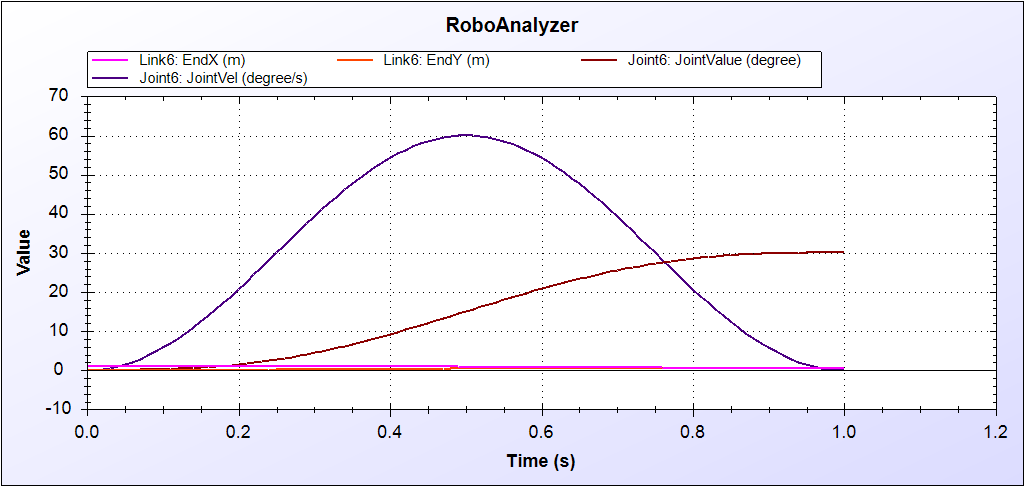 RoboAnalyzer
Link6: EndX (m) Link6: EndY (m) Joint6: JointValue (degree)
Joint6: JointVel (degree/s)
70
60
50
40
30
20
10
0
-10
Value
0.0 0.2 0.4 0.6 0.8 1.0 1.2
Time (s)